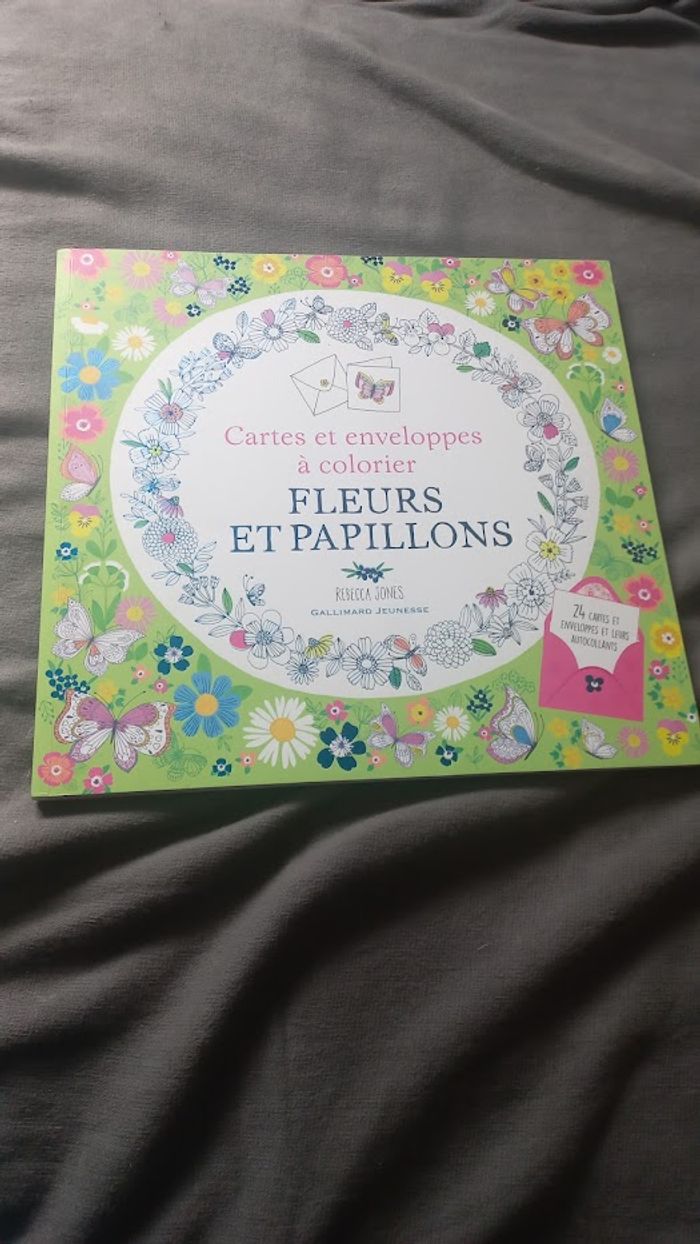 Cartes et enveloppes
à colorier
FLEURS
ET PAPILLONS
REBECCA JONES
GALLIMARD JEUNESSE
24 CARTES ET
ENVELOPPES ET LEURS
AUTOCOLLANTS